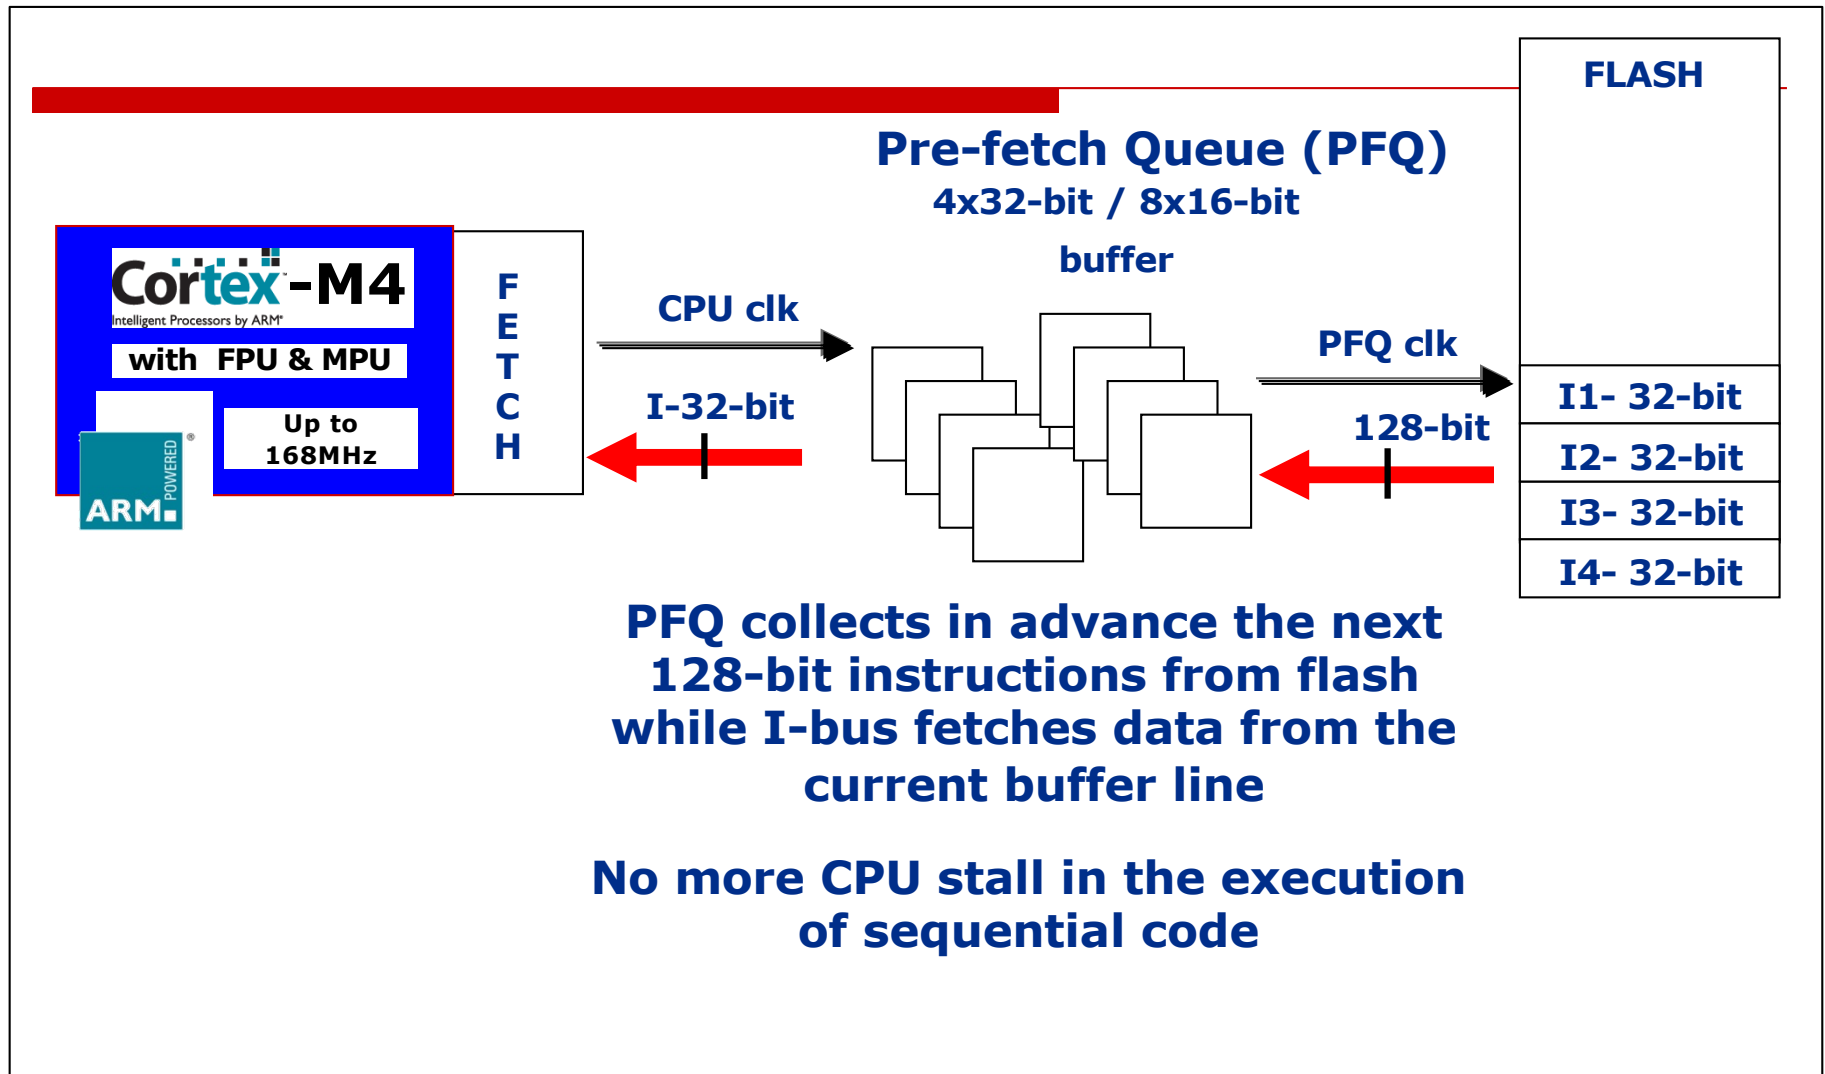 FLASH
Pre-fetch Queue (PFQ)
4x32-bit / 8x16-bit
buffer
Cortex™-M4
Intelligent Processors by ARM®
with FPU & MPU
Up to
168MHz
ARM POWERED ®
F
E
T
C
H
CPU clk
I-32-bit
PFQ clk
128-bit
I1- 32-bit
I2- 32-bit
I3- 32-bit
I4- 32-bit
PFQ collects in advance the next
128-bit instructions from flash
while I-bus fetches data from the
current buffer line
No more CPU stall in the execution
of sequential code